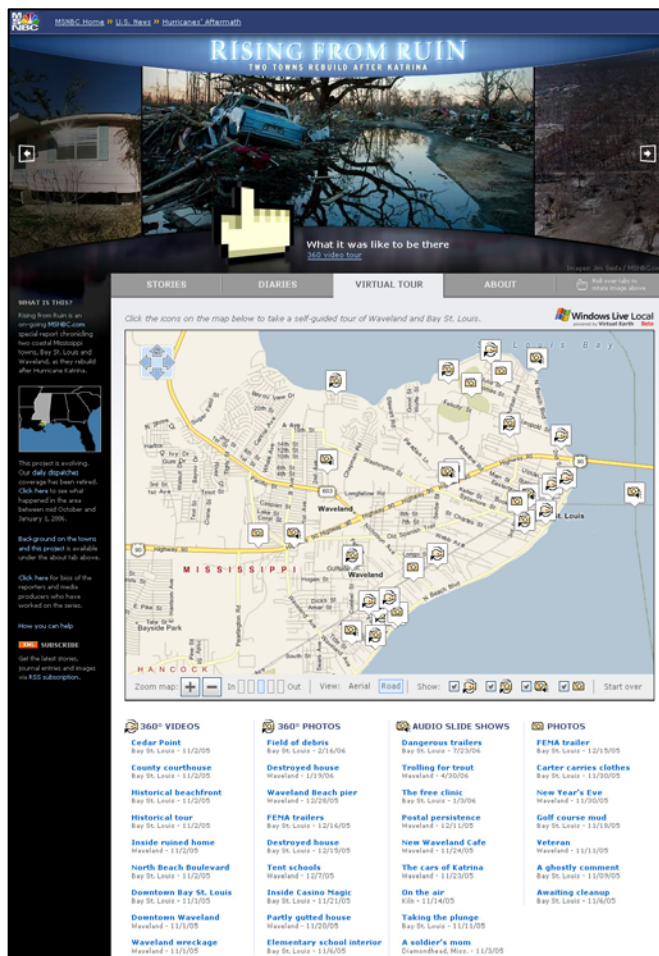 MSNBC
MSNBC Home » U.S. News » Hurricanes' Aftermath
RISING FROM RUIN
TWO TOWNS REBUILD AFTER KATRINA
What it was like to be there
360 video tour
STORIES
DIARIES
VIRTUAL TOUR
ABOUT
Roll over tabs to
rotate image above
WHAT IS THIS?
Rising from Ruin is an
on-going MSNBC.com
special report chronicling
two coastal Mississippi
towns, Bay St. Louis and
Waveland, as they rebuild
after Hurricane Katrina.
This project is evolving.
Our daily dispatches
coverage has been retired.
Click here to see what
happened in the area
between mid October and
January 1, 2006.
Background on the towns
and this project is available
under the about tab above.
Click here for bios of the
reporters and media
producers who have
worked on the series.
How you can help
XML SUBSCRIBE
Get the latest stories,
journal entries and images
via RSS subscription.
Click the icons on the map below to take a self-guided tour of Waveland and Bay St. Louis.
Windows Live Local
powered by Virtual Earth Beta
St. Louis Bay
Waveland
St. Louis
MISSISSIPPI
Waveland
Bayside Park
HANCOCK
Zoom map: + − In Out View: Aerial Road Show: Start over
360° VIDEOS
Cedar Point
Bay St. Louis - 11/2/05
County courthouse
Bay St. Louis - 11/2/05
Historical beachfront
Bay St. Louis - 11/2/05
Historical tour
Bay St. Louis - 11/2/05
Inside ruined home
Waveland - 11/2/05
North Beach Boulevard
Bay St. Louis - 11/2/05
Downtown Bay St. Louis
Bay St. Louis - 11/1/05
Downtown Waveland
Waveland - 11/1/05
Waveland wreckage
Waveland - 11/1/05
360° PHOTOS
Field of debris
Bay St. Louis - 2/16/06
Destroyed house
Waveland - 1/19/06
Waveland Beach pier
Waveland - 12/28/05
FEMA trailers
Bay St. Louis - 12/16/05
Destroyed house
Bay St. Louis - 12/15/05
Tent schools
Waveland - 12/7/05
Inside Casino Magic
Bay St. Louis - 11/21/05
Partly gutted house
Waveland - 11/20/05
Elementary school interior
Bay St. Louis - 11/6/05
AUDIO SLIDE SHOWS
Dangerous trailers
Bay St. Louis - 7/23/06
Trolling for trout
Waveland - 4/30/06
The free clinic
Bay St. Louis - 1/3/06
Postal persistence
Waveland - 12/11/05
New Waveland Cafe
Waveland - 11/24/05
The cars of Katrina
Waveland - 11/23/05
On the air
Kiln - 11/14/05
Taking the plunge
Bay St. Louis - 11/11/05
A soldier's mom
Diamondhead, Miss. - 11/3/05
PHOTOS
FEMA trailer
Bay St. Louis - 12/15/05
Carter carries clothes
Bay St. Louis - 11/30/05
New Year's Eve
Waveland - 11/30/05
Golf course mud
Bay St. Louis - 11/18/05
Veteran
Waveland - 11/11/05
A ghostly comment
Bay St. Louis - 11/09/05
Awaiting cleanup
Bay St. Louis - 11/6/05